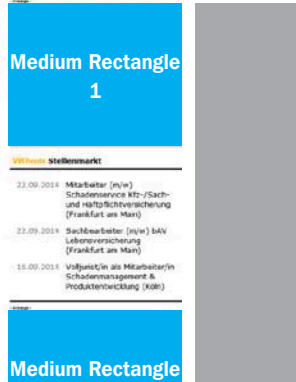 Medium Rectangle
1
VWheute Stellenmarkt
22.09.2014 Mitarbeiter (m/w)
Schadenservice Kfz-/Sach-
und Haftpflichtversicherung
(Frankfurt am Main)
22.09.2014 Sachbearbeiter (m/w) bAV
Lebensversicherung
(Frankfurt am Main)
18.09.2014 Volljurist/in als Mitarbeiter/in
Schadenmanagement &
Produktentwicklung (Köln)
- Anzeige -
Medium Rectangle